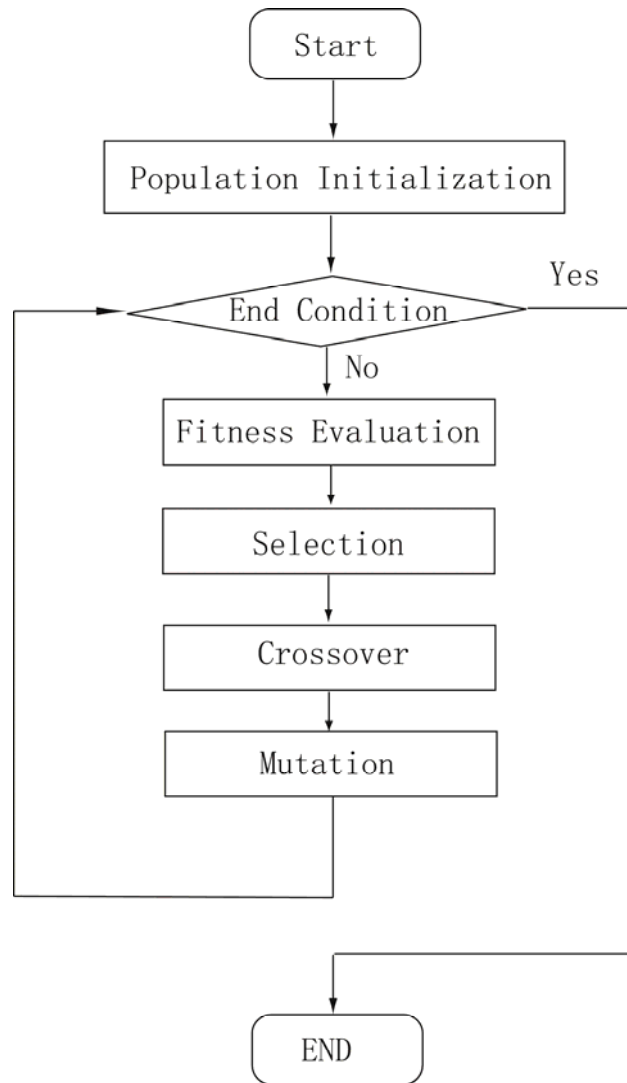 Start
Population Initialization
Yes
End Condition
No
Fitness Evaluation
Selection
Crossover
Mutation
END